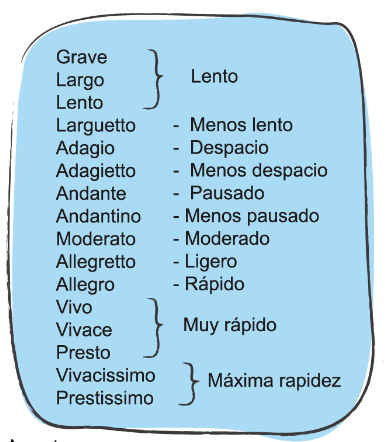 Grave
Largo
Lento
Lento
Larguetto - Menos lento
Adagio - Despacio
Adagietto - Menos despacio
Andante - Pausado
Andantino - Menos pausado
Moderato - Moderado
Allegretto - Ligero
Allegro - Rápido
Vivo
Vivace
Presto
Muy rápido
Vivacissimo
Prestissimo
Máxima rapidez